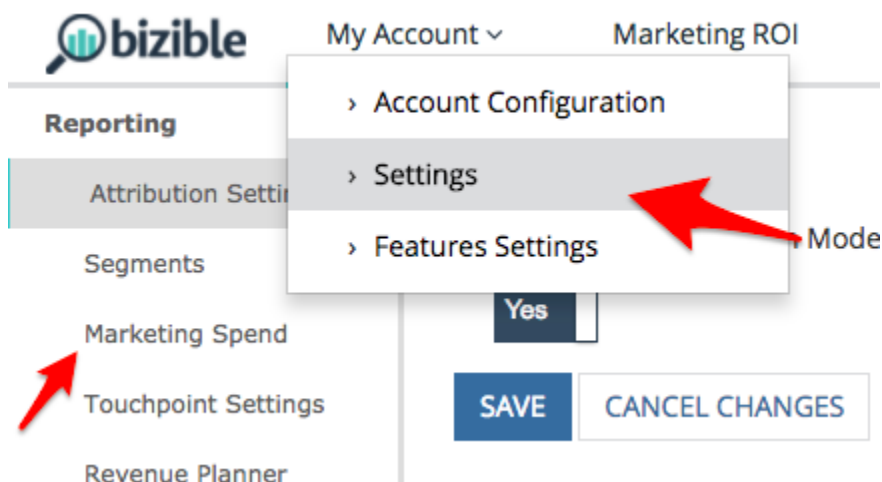 bizible
My Account
Marketing ROI
› Account Configuration
› Settings
› Features Settings
Reporting
Segments
Marketing Spend
Touchpoint Settings
Revenue Planner
Attribution
Mode
Yes
SAVE
CANCEL CHANGES